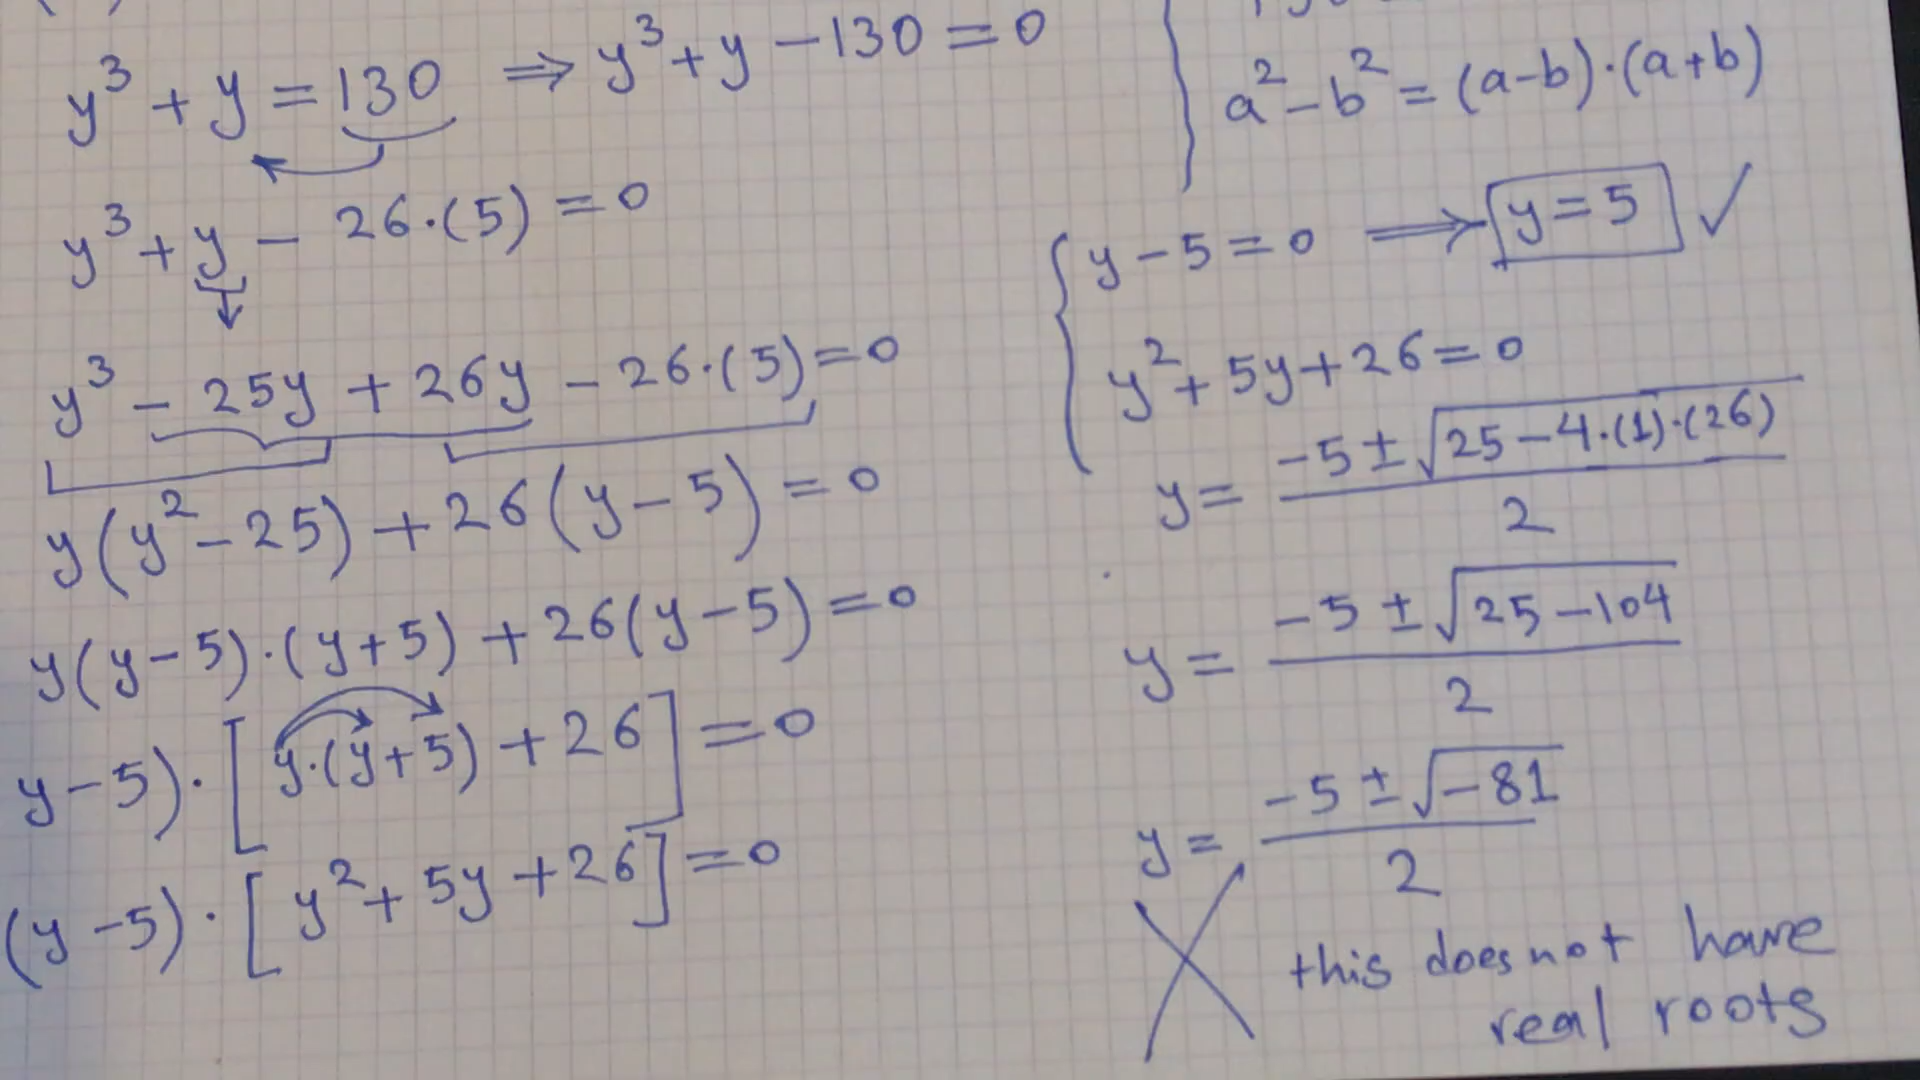 y³ + y = 130 ⇒ y³ + y − 130 = 0
y³ + y − 26·(5) = 0
y³ − 25y + 26y − 26·(5) = 0
y(y² − 25) + 26(y − 5) = 0
y(y − 5)·(y + 5) + 26(y − 5) = 0
y − 5)·[y·(y + 5) + 26] = 0
(y − 5)·[y² + 5y + 26] = 0
a² − b² = (a − b)·(a + b)
y − 5 = 0 ⟹ y = 5 ✓
y² + 5y + 26 = 0
y = (−5 ± √(25 − 4·(1)·(26))) / 2
y = (−5 ± √(25 − 104)) / 2
y = (−5 ± √(−81)) / 2
this does not have
real roots